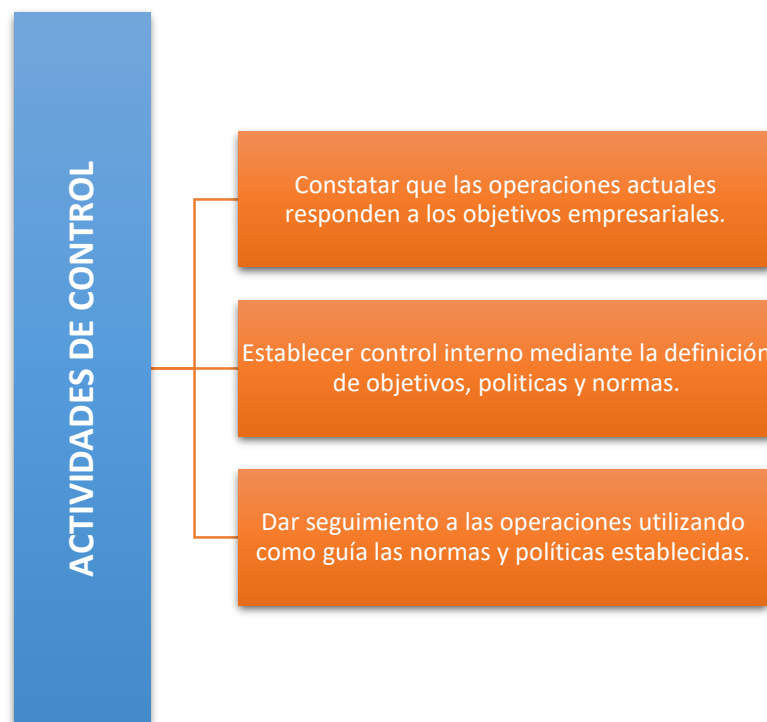 ACTIVIDADES DE CONTROL
Constatar que las operaciones actuales
responden a los objetivos empresariales.
Establecer control interno mediante la definición
de objetivos, politicas y normas.
Dar seguimiento a las operaciones utilizando
como guía las normas y políticas establecidas.